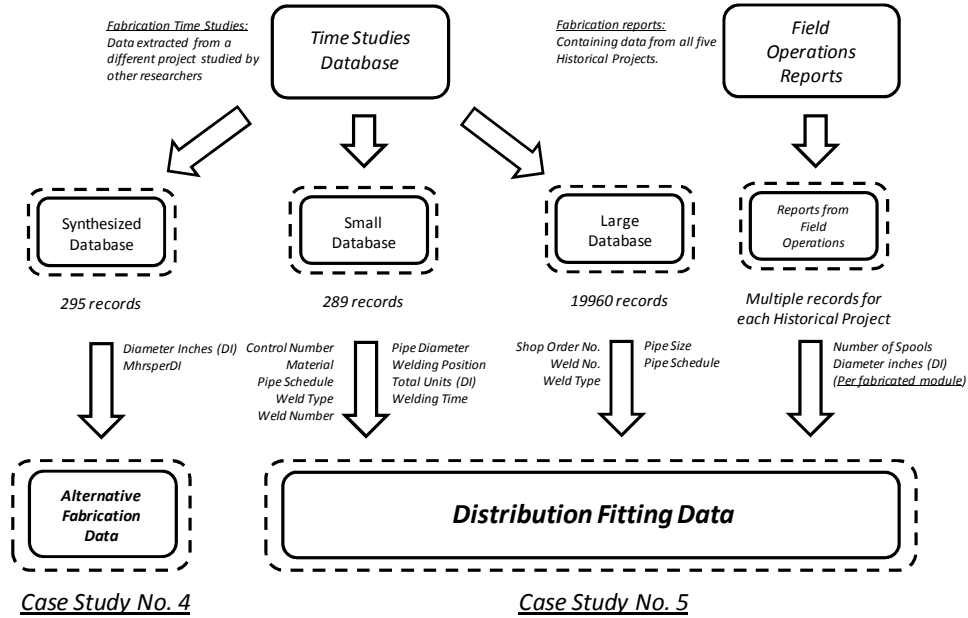 Fabrication Time Studies:
Data extracted from a
different project studied by
other researchers
Time Studies
Database
Fabrication reports:
Containing data from all five
Historical Projects.
Field
Operations
Reports
Synthesized
Database
Small
Database
Large
Database
Reports from
Field
Operations
295 records
289 records
19960 records
Multiple records for
each Historical Project
Diameter Inches (DI)
MhrsperDI
Control Number
Material
Pipe Schedule
Weld Type
Weld Number
Pipe Diameter
Welding Position
Total Units (DI)
Welding Time
Shop Order No.
Weld No.
Weld Type
Pipe Size
Pipe Schedule
Number of Spools
Diameter inches (DI)
(Per fabricated module)
Alternative
Fabrication
Data
Distribution Fitting Data
Case Study No. 4
Case Study No. 5